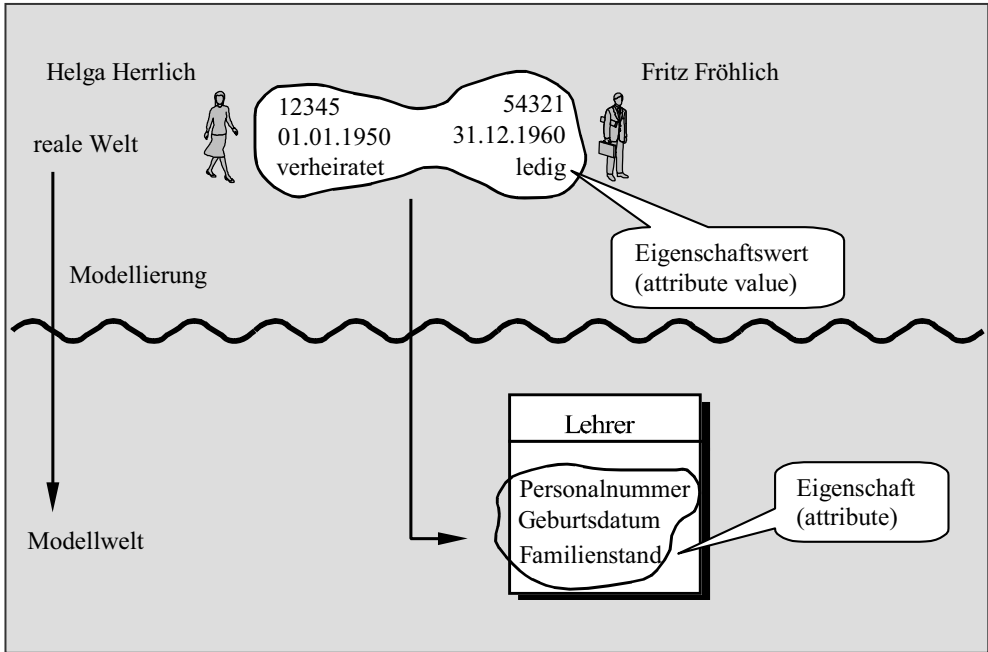 Helga Herrlich
Fritz Fröhlich
12345
54321
01.01.1950
31.12.1960
verheiratet
ledig
reale Welt
Eigenschaftswert
(attribute value)
Modellierung
Lehrer
Personalnummer
Geburtsdatum
Familienstand
Eigenschaft
(attribute)
Modellwelt